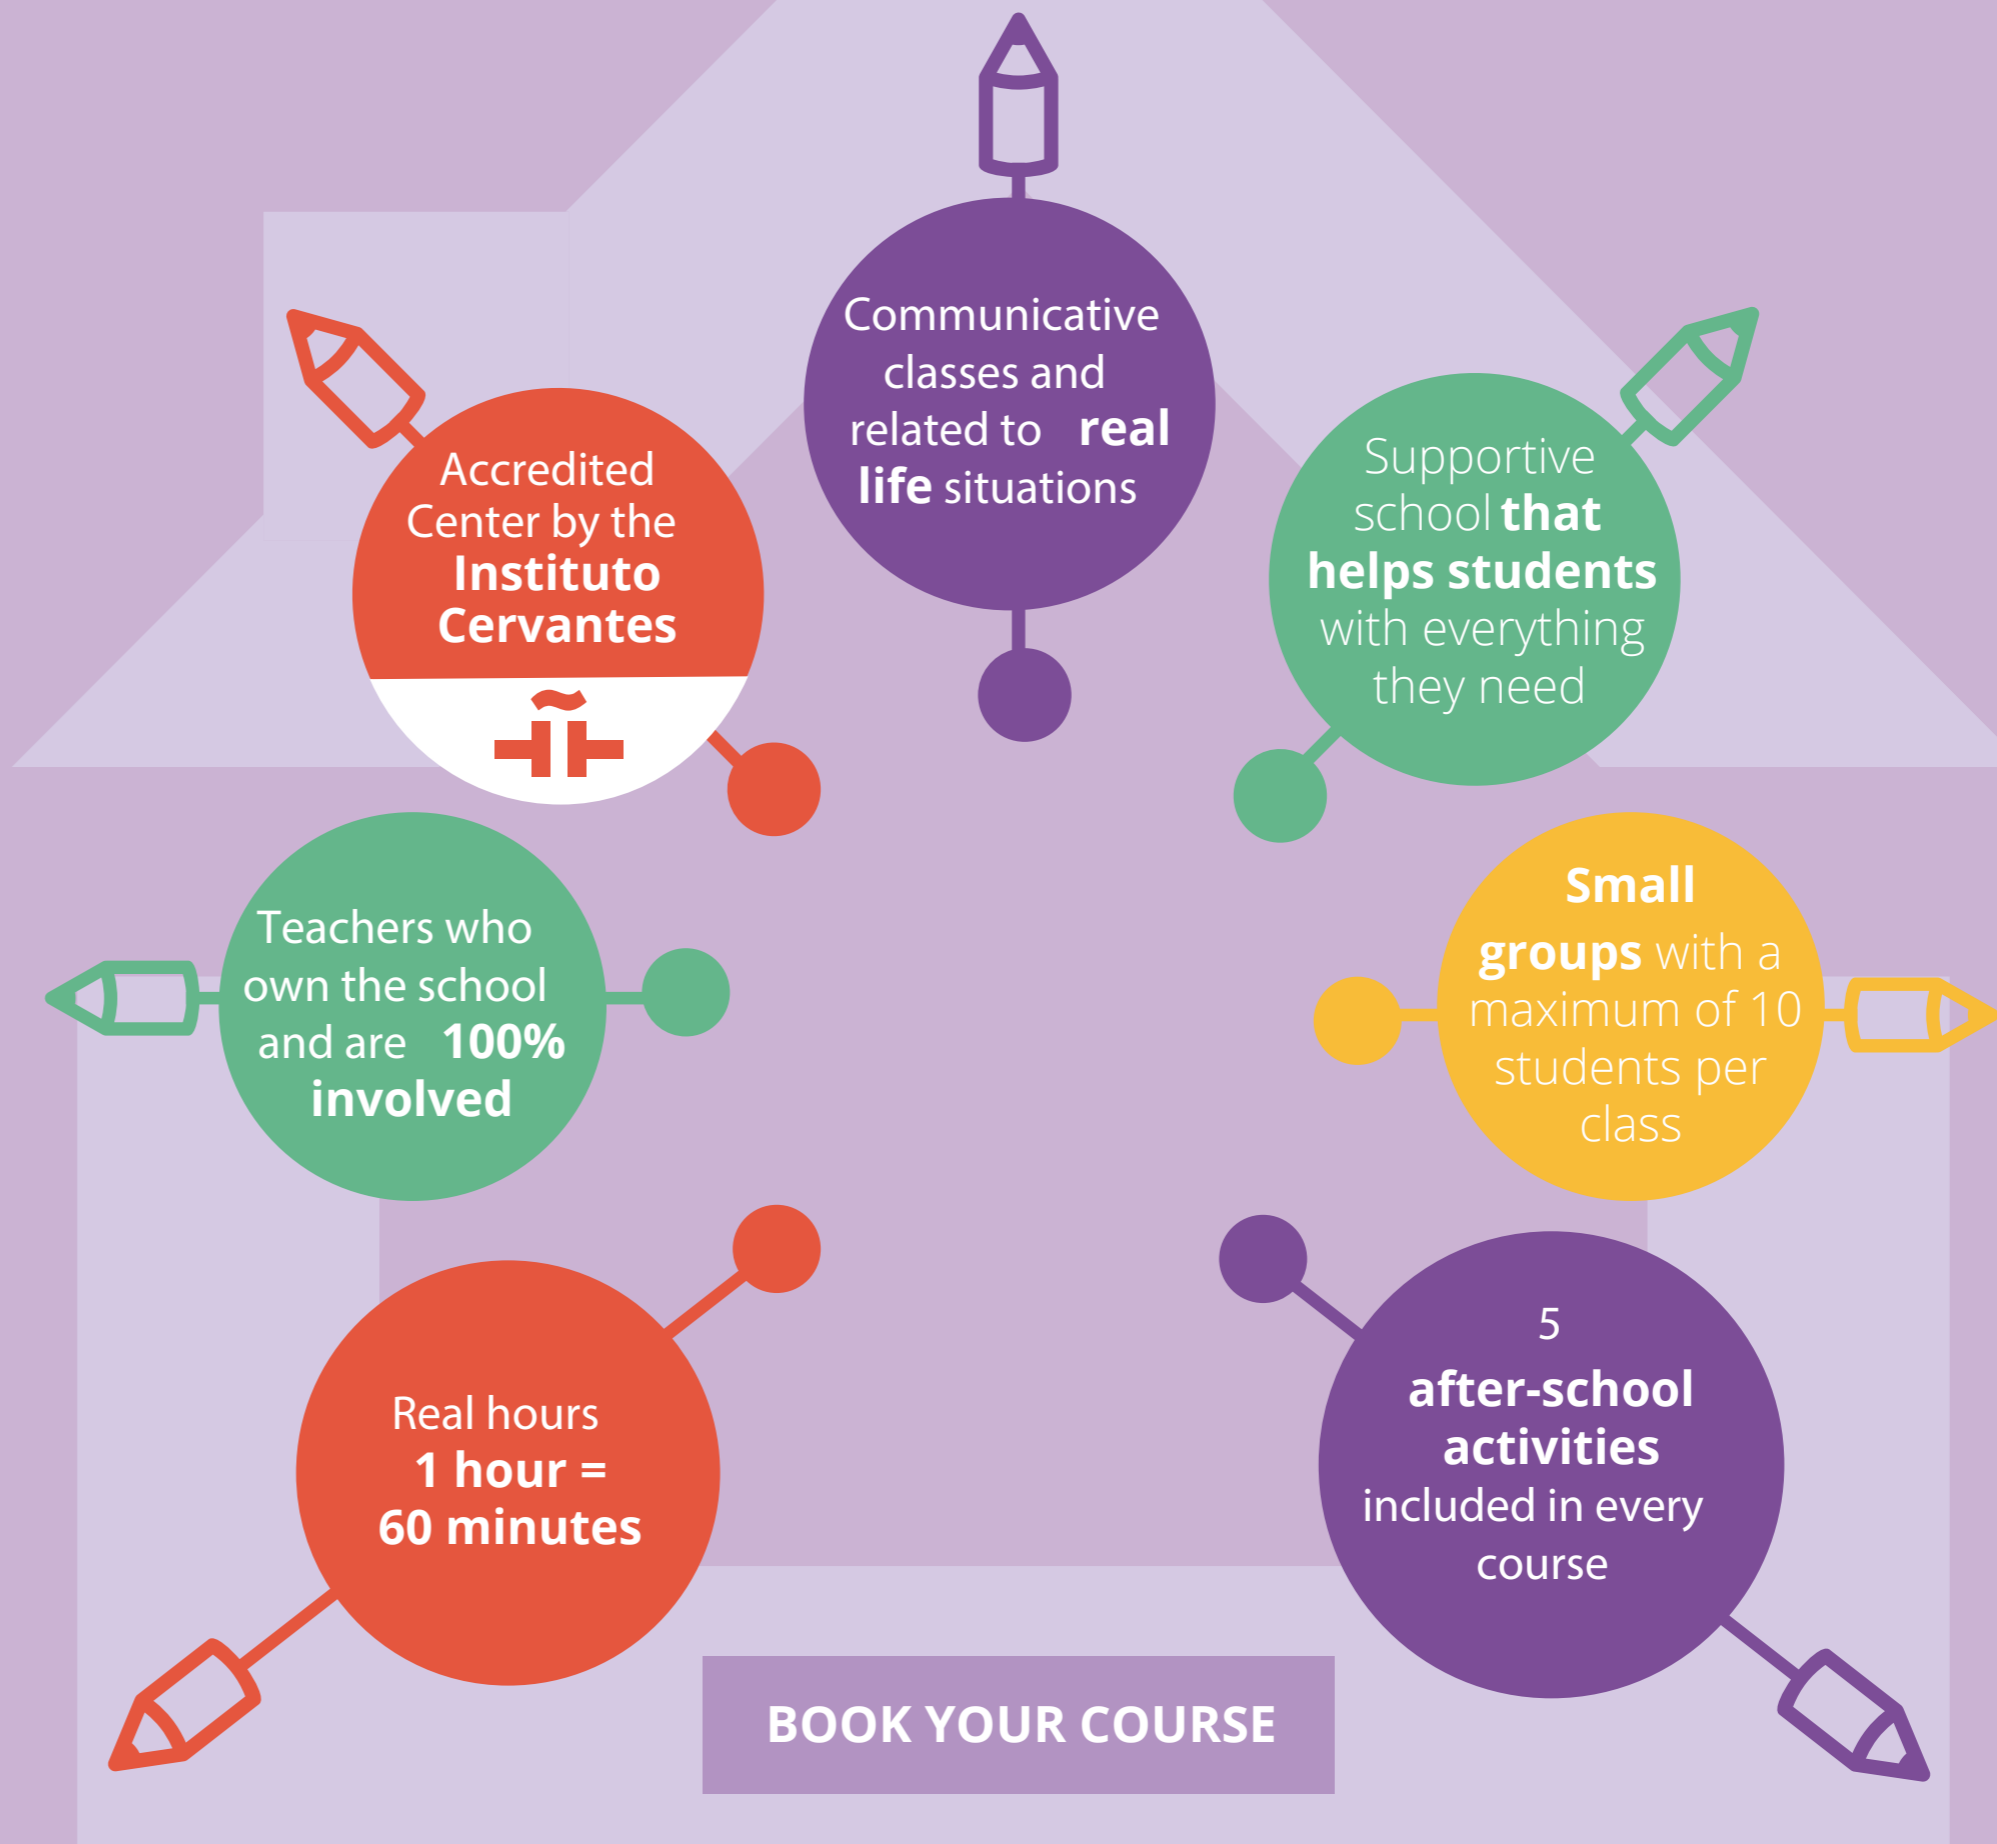 Communicative
classes and
related to real
life situations
Accredited
Center by the
Instituto
Cervantes
Supportive
school that
helps students
with everything
they need
Teachers who
own the school
and are 100%
involved
Small
groups with a
maximum of 10
students per
class
Real hours
1 hour =
60 minutes
5
after-school
activities
included in every
course
BOOK YOUR COURSE